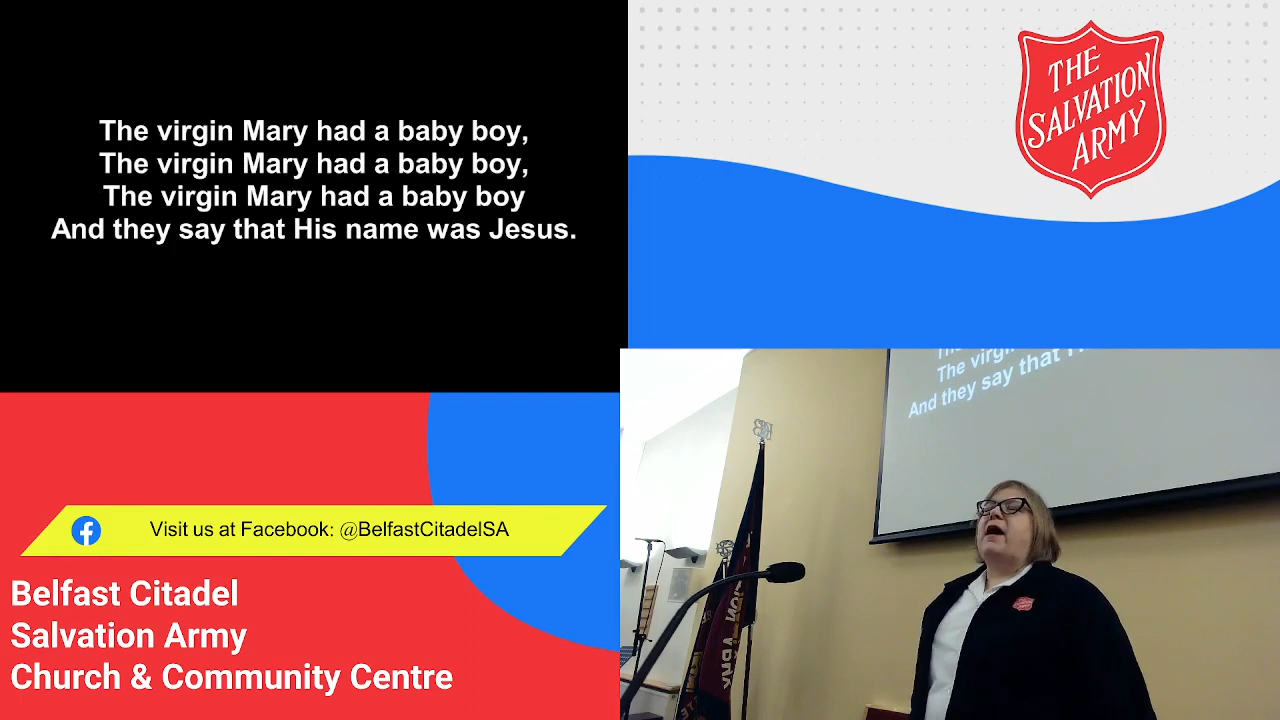 The virgin Mary had a baby boy,
The virgin Mary had a baby boy,
The virgin Mary had a baby boy
And they say that His name was Jesus.
THE
SALVATION
ARMY
The virgin
And they say that
Visit us at Facebook: @BelfastCitadelSA
Belfast Citadel
Salvation Army
Church & Community Centre